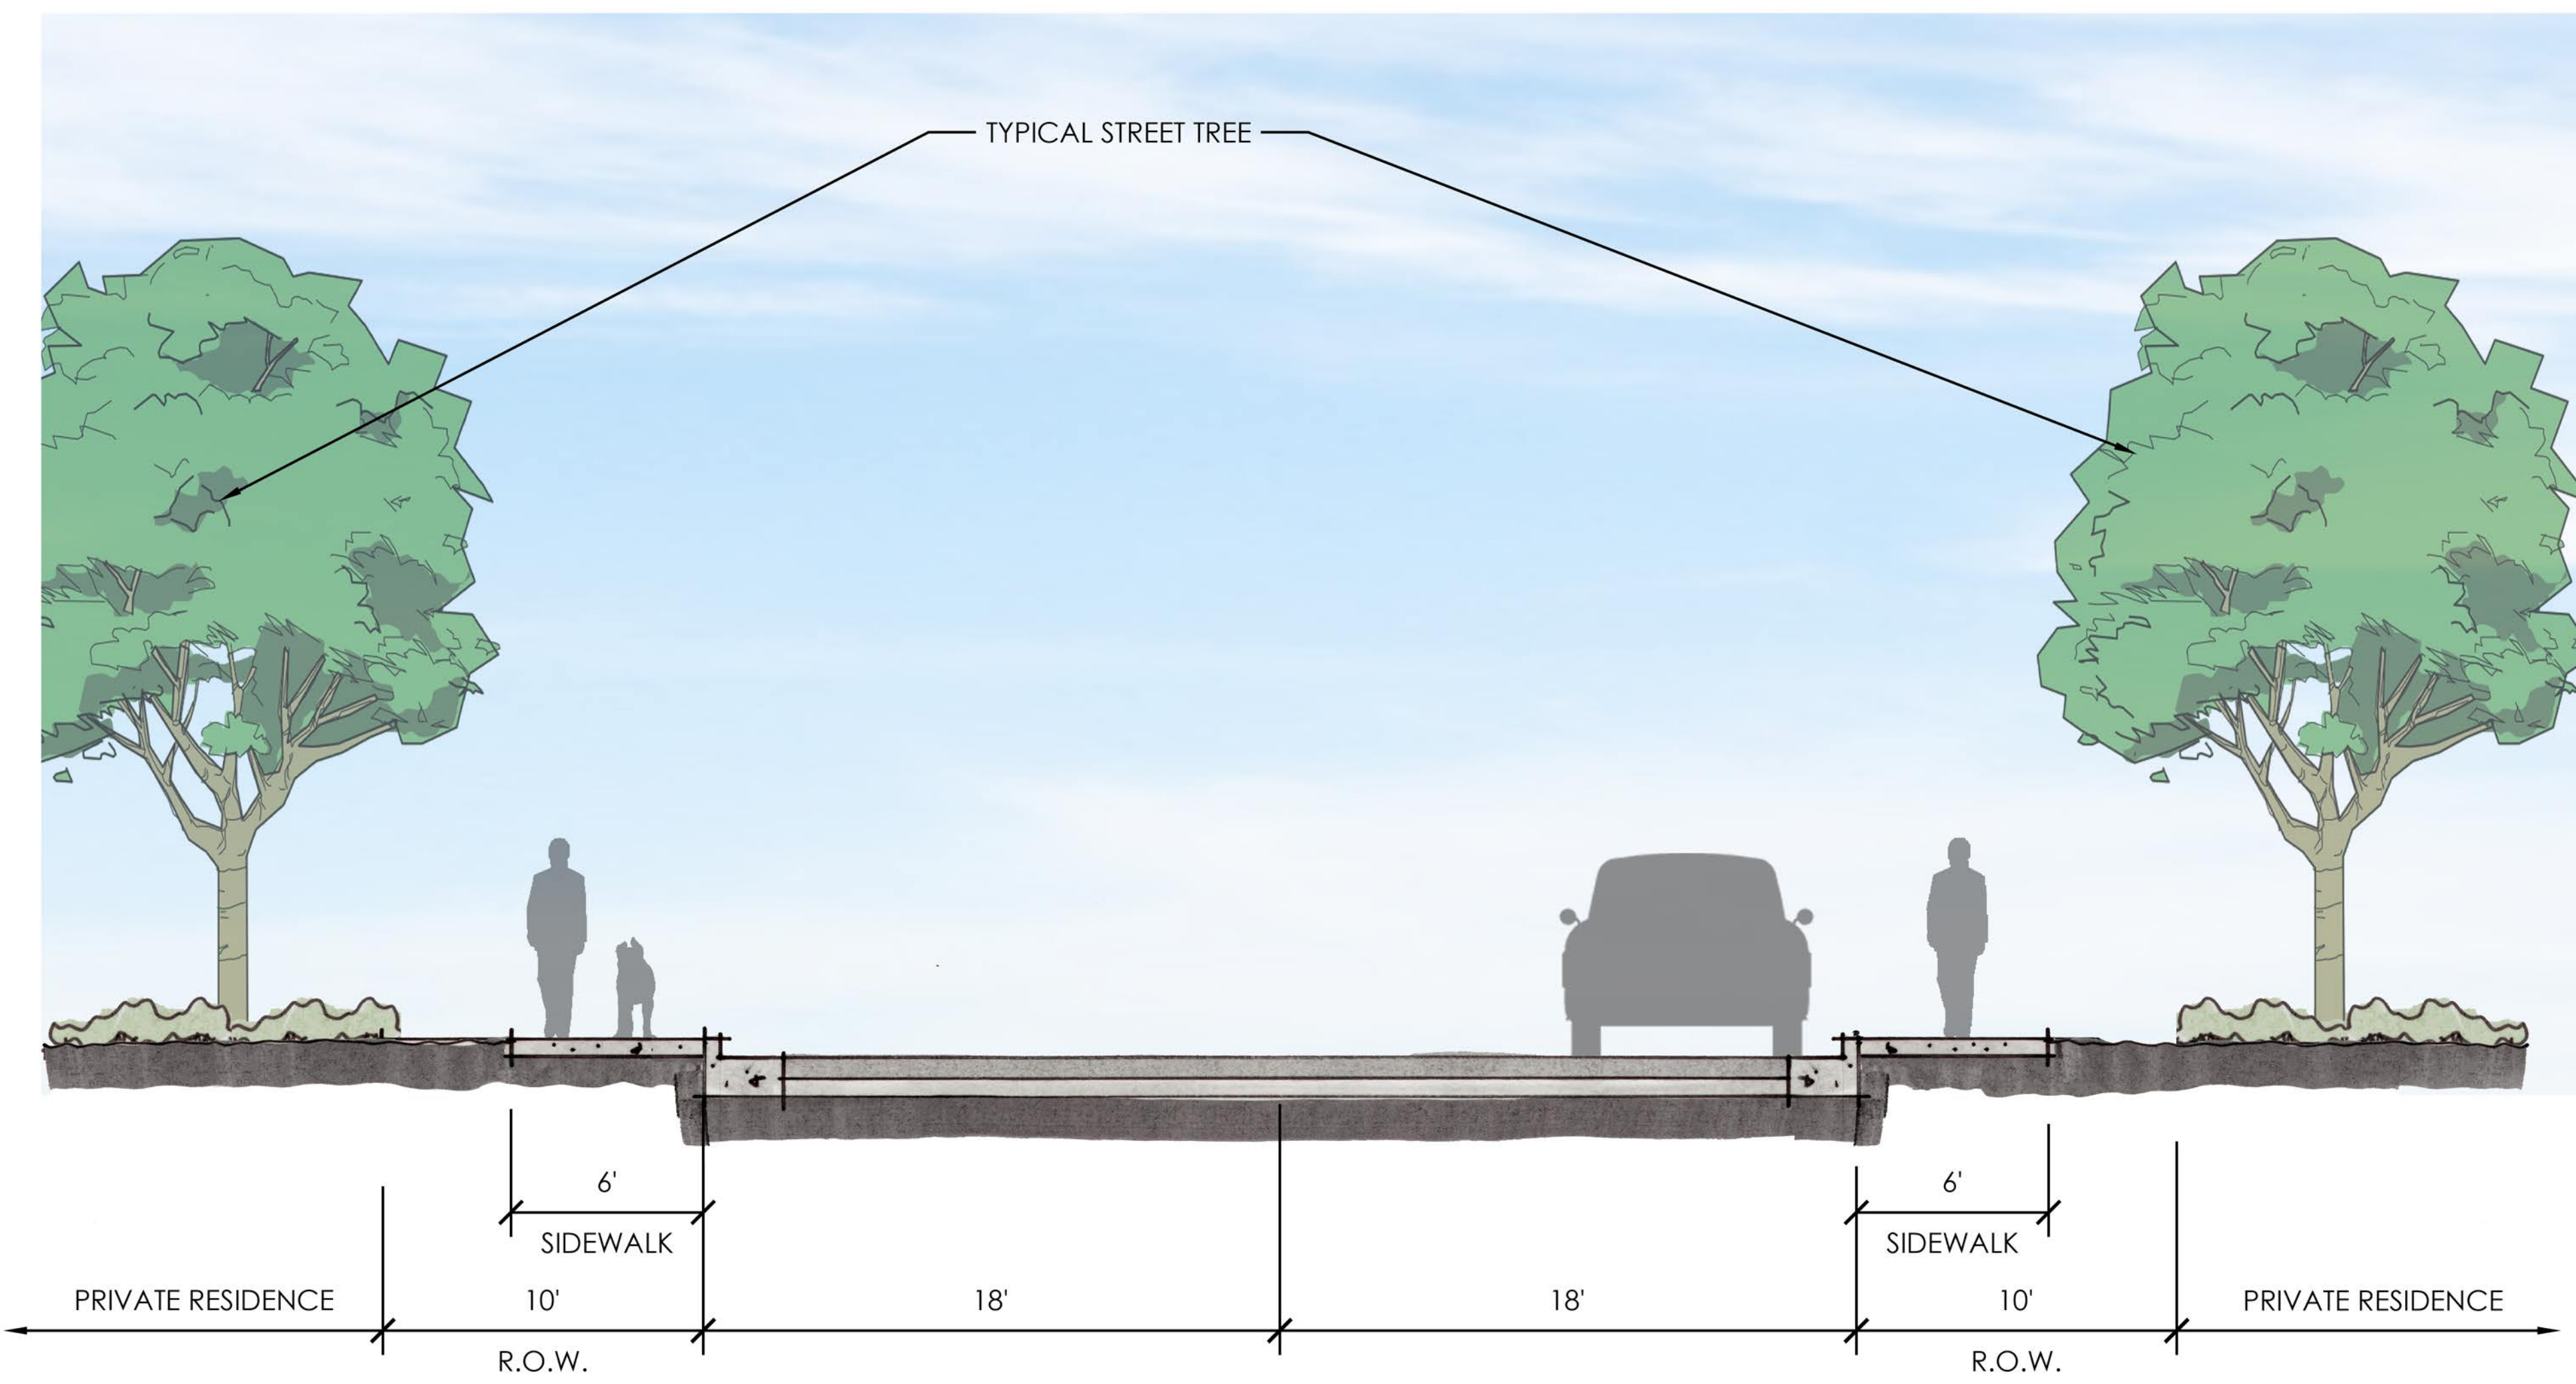 TYPICAL STREET TREE
6'
6'
SIDEWALK
SIDEWALK
PRIVATE RESIDENCE
10'
18'
18'
10'
PRIVATE RESIDENCE
R.O.W.
R.O.W.